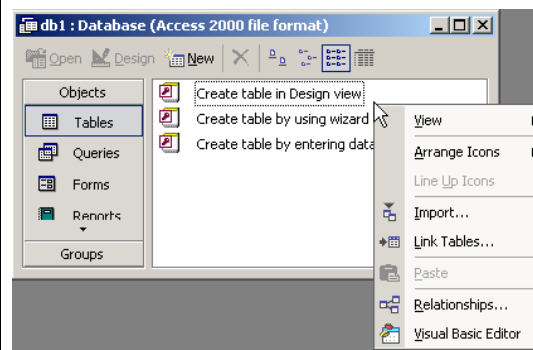 db1 : Database (Access 2000 file format)
Open Design New
Objects
Tables
Queries
Forms
Reports
Groups
Create table in Design view
Create table by using wizard
Create table by entering data
View
Arrange Icons
Line Up Icons
Import...
Link Tables...
Paste
Relationships...
Visual Basic Editor